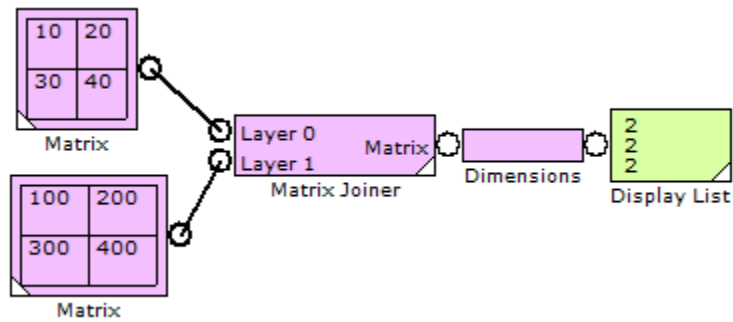 10 20
30 40
Matrix
100 200
300 400
Matrix
Layer 0
Layer 1
Matrix
Matrix Joiner
Dimensions
2
2
2
Display List